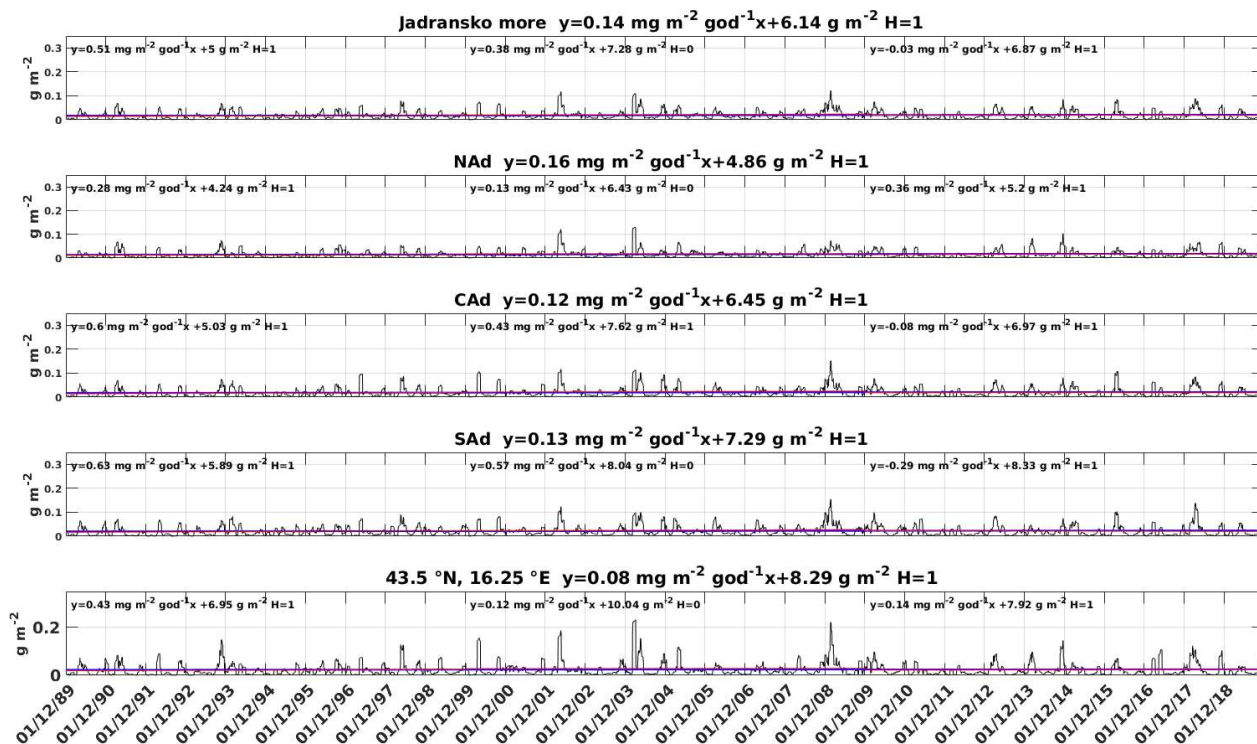 Jadransko more y=0.14 mg m⁻² god⁻¹x+6.14 g m⁻² H=1
y=0.51 mg m⁻² god⁻¹x +5 g m⁻² H=1
y=0.38 mg m⁻² god⁻¹x +7.28 g m⁻² H=0
y=-0.03 mg m⁻² god⁻¹x +6.87 g m⁻² H=1
g m⁻²
0.3
0.2
0.1
0
NAd y=0.16 mg m⁻² god⁻¹x+4.86 g m⁻² H=1
y=0.28 mg m⁻² god⁻¹x +4.24 g m⁻² H=1
y=0.13 mg m⁻² god⁻¹x +6.43 g m⁻² H=0
y=0.36 mg m⁻² god⁻¹x +5.2 g m⁻² H=1
g m⁻²
0.3
0.2
0.1
0
CAd y=0.12 mg m⁻² god⁻¹x+6.45 g m⁻² H=1
y=0.6 mg m⁻² god⁻¹x +5.03 g m⁻² H=1
y=0.43 mg m⁻² god⁻¹x +7.62 g m⁻² H=1
y=-0.08 mg m⁻² god⁻¹x +6.97 g m⁻² H=1
g m⁻²
0.3
0.2
0.1
0
SAd y=0.13 mg m⁻² god⁻¹x+7.29 g m⁻² H=1
y=0.63 mg m⁻² god⁻¹x +5.89 g m⁻² H=1
y=0.57 mg m⁻² god⁻¹x +8.04 g m⁻² H=0
y=-0.29 mg m⁻² god⁻¹x +8.33 g m⁻² H=1
g m⁻²
0.3
0.2
0.1
0
43.5 °N, 16.25 °E y=0.08 mg m⁻² god⁻¹x+8.29 g m⁻² H=1
y=0.43 mg m⁻² god⁻¹x +6.95 g m⁻² H=1
y=0.12 mg m⁻² god⁻¹x +10.04 g m⁻² H=0
y=0.14 mg m⁻² god⁻¹x +7.92 g m⁻² H=1
g m⁻²
0.2
0
01/12/89
01/12/90
01/12/91
01/12/92
01/12/93
01/12/94
01/12/95
01/12/96
01/12/97
01/12/98
01/12/99
01/12/00
01/12/01
01/12/02
01/12/03
01/12/04
01/12/05
01/12/06
01/12/07
01/12/08
01/12/09
01/12/10
01/12/11
01/12/12
01/12/13
01/12/14
01/12/15
01/12/16
01/12/17
01/12/18